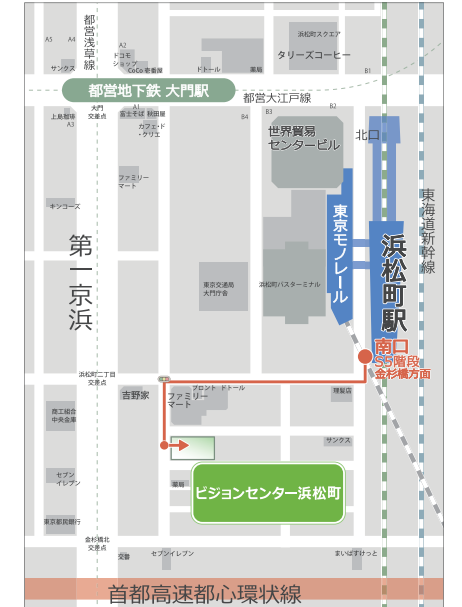 都営浅草線
A5
A4
A2
ドコモ
ショップ
CoCo壱番屋
サンクス
ドトール
薬局
浜松町スクエア
タリーズコーヒー
B1
都営地下鉄 大門駅
都営大江戸線
B2
B3
B4
上島珈琲
A3
大門
交差点
A1
富士そば
秋田屋
カフェ・ド
・クリエ
世界貿易
センタービル
北口
ファミリー
マート
キンコーズ
東海道新幹線
東京モノレール
浜松町駅
第一京浜
東京交通局
大門庁舎
浜松町バスターミナル
南口
S5階段
金杉橋方面
浜松町二丁目
交差点
吉野家
フロント
ドトール
ファミリー
マート
理髪店
商工組合
中央金庫
サンクス
セブン
イレブン
薬局
ビジョンセンター浜松町
東京都民銀行
金杉橋北
交差点
交番
セブンイレブン
まいばすけっと
首都高速都心環状線